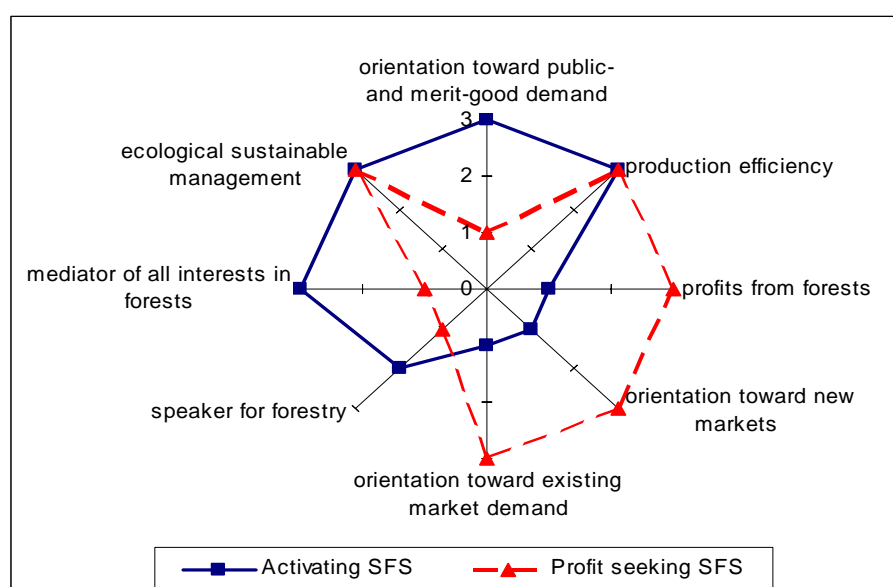 orientation toward public-
and merit-good demand
3
ecological sustainable
management
production efficiency
2
1
mediator of all interests in
forests
0
profits from forests
speaker for forestry
orientation toward new
markets
orientation toward existing
market demand
Activating SFS
Profit seeking SFS